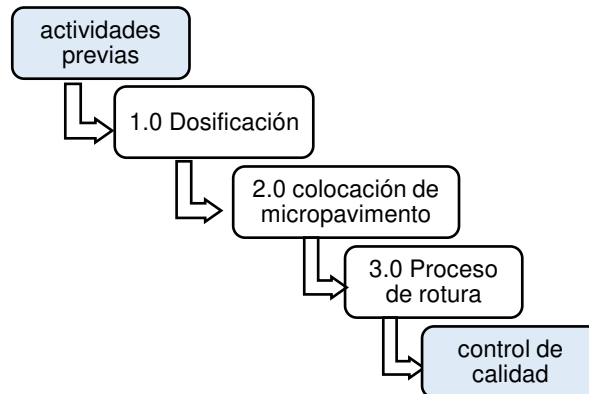 actividades
previas
1.0 Dosificación
2.0 colocación de
micropavimento
3.0 Proceso
de rotura
control de
calidad